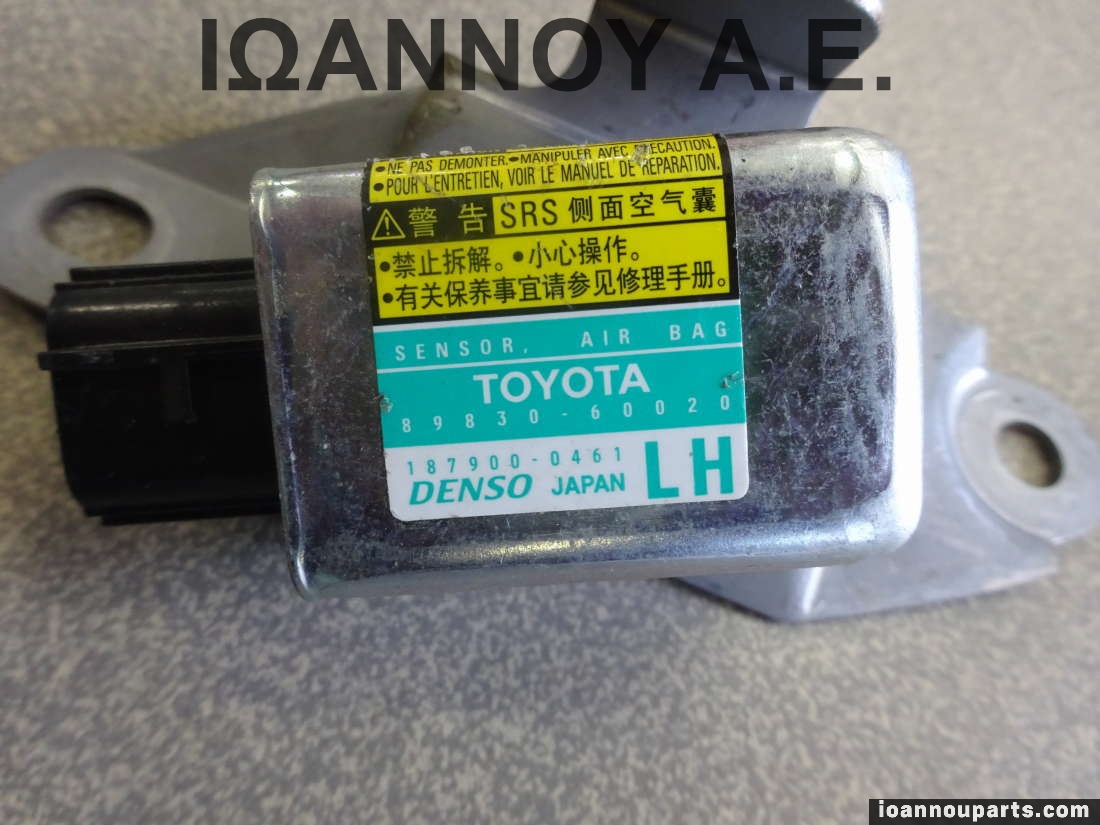 ΙΩΑΝΝΟΥ Α.Ε.
•NE PAS DEMONTER. •MANIPULER AVEC PRECAUTION.
•POUR L'ENTRETIEN, VOIR LE MANUEL DE REPARATION.
警告 SRS 侧面空气囊
•禁止拆解。•小心操作。
•有关保养事宜请参见修理手册。
SENSOR, AIR BAG
TOYOTA
89830-60020
187900-0461
DENSO JAPAN LH
ioannouparts.com